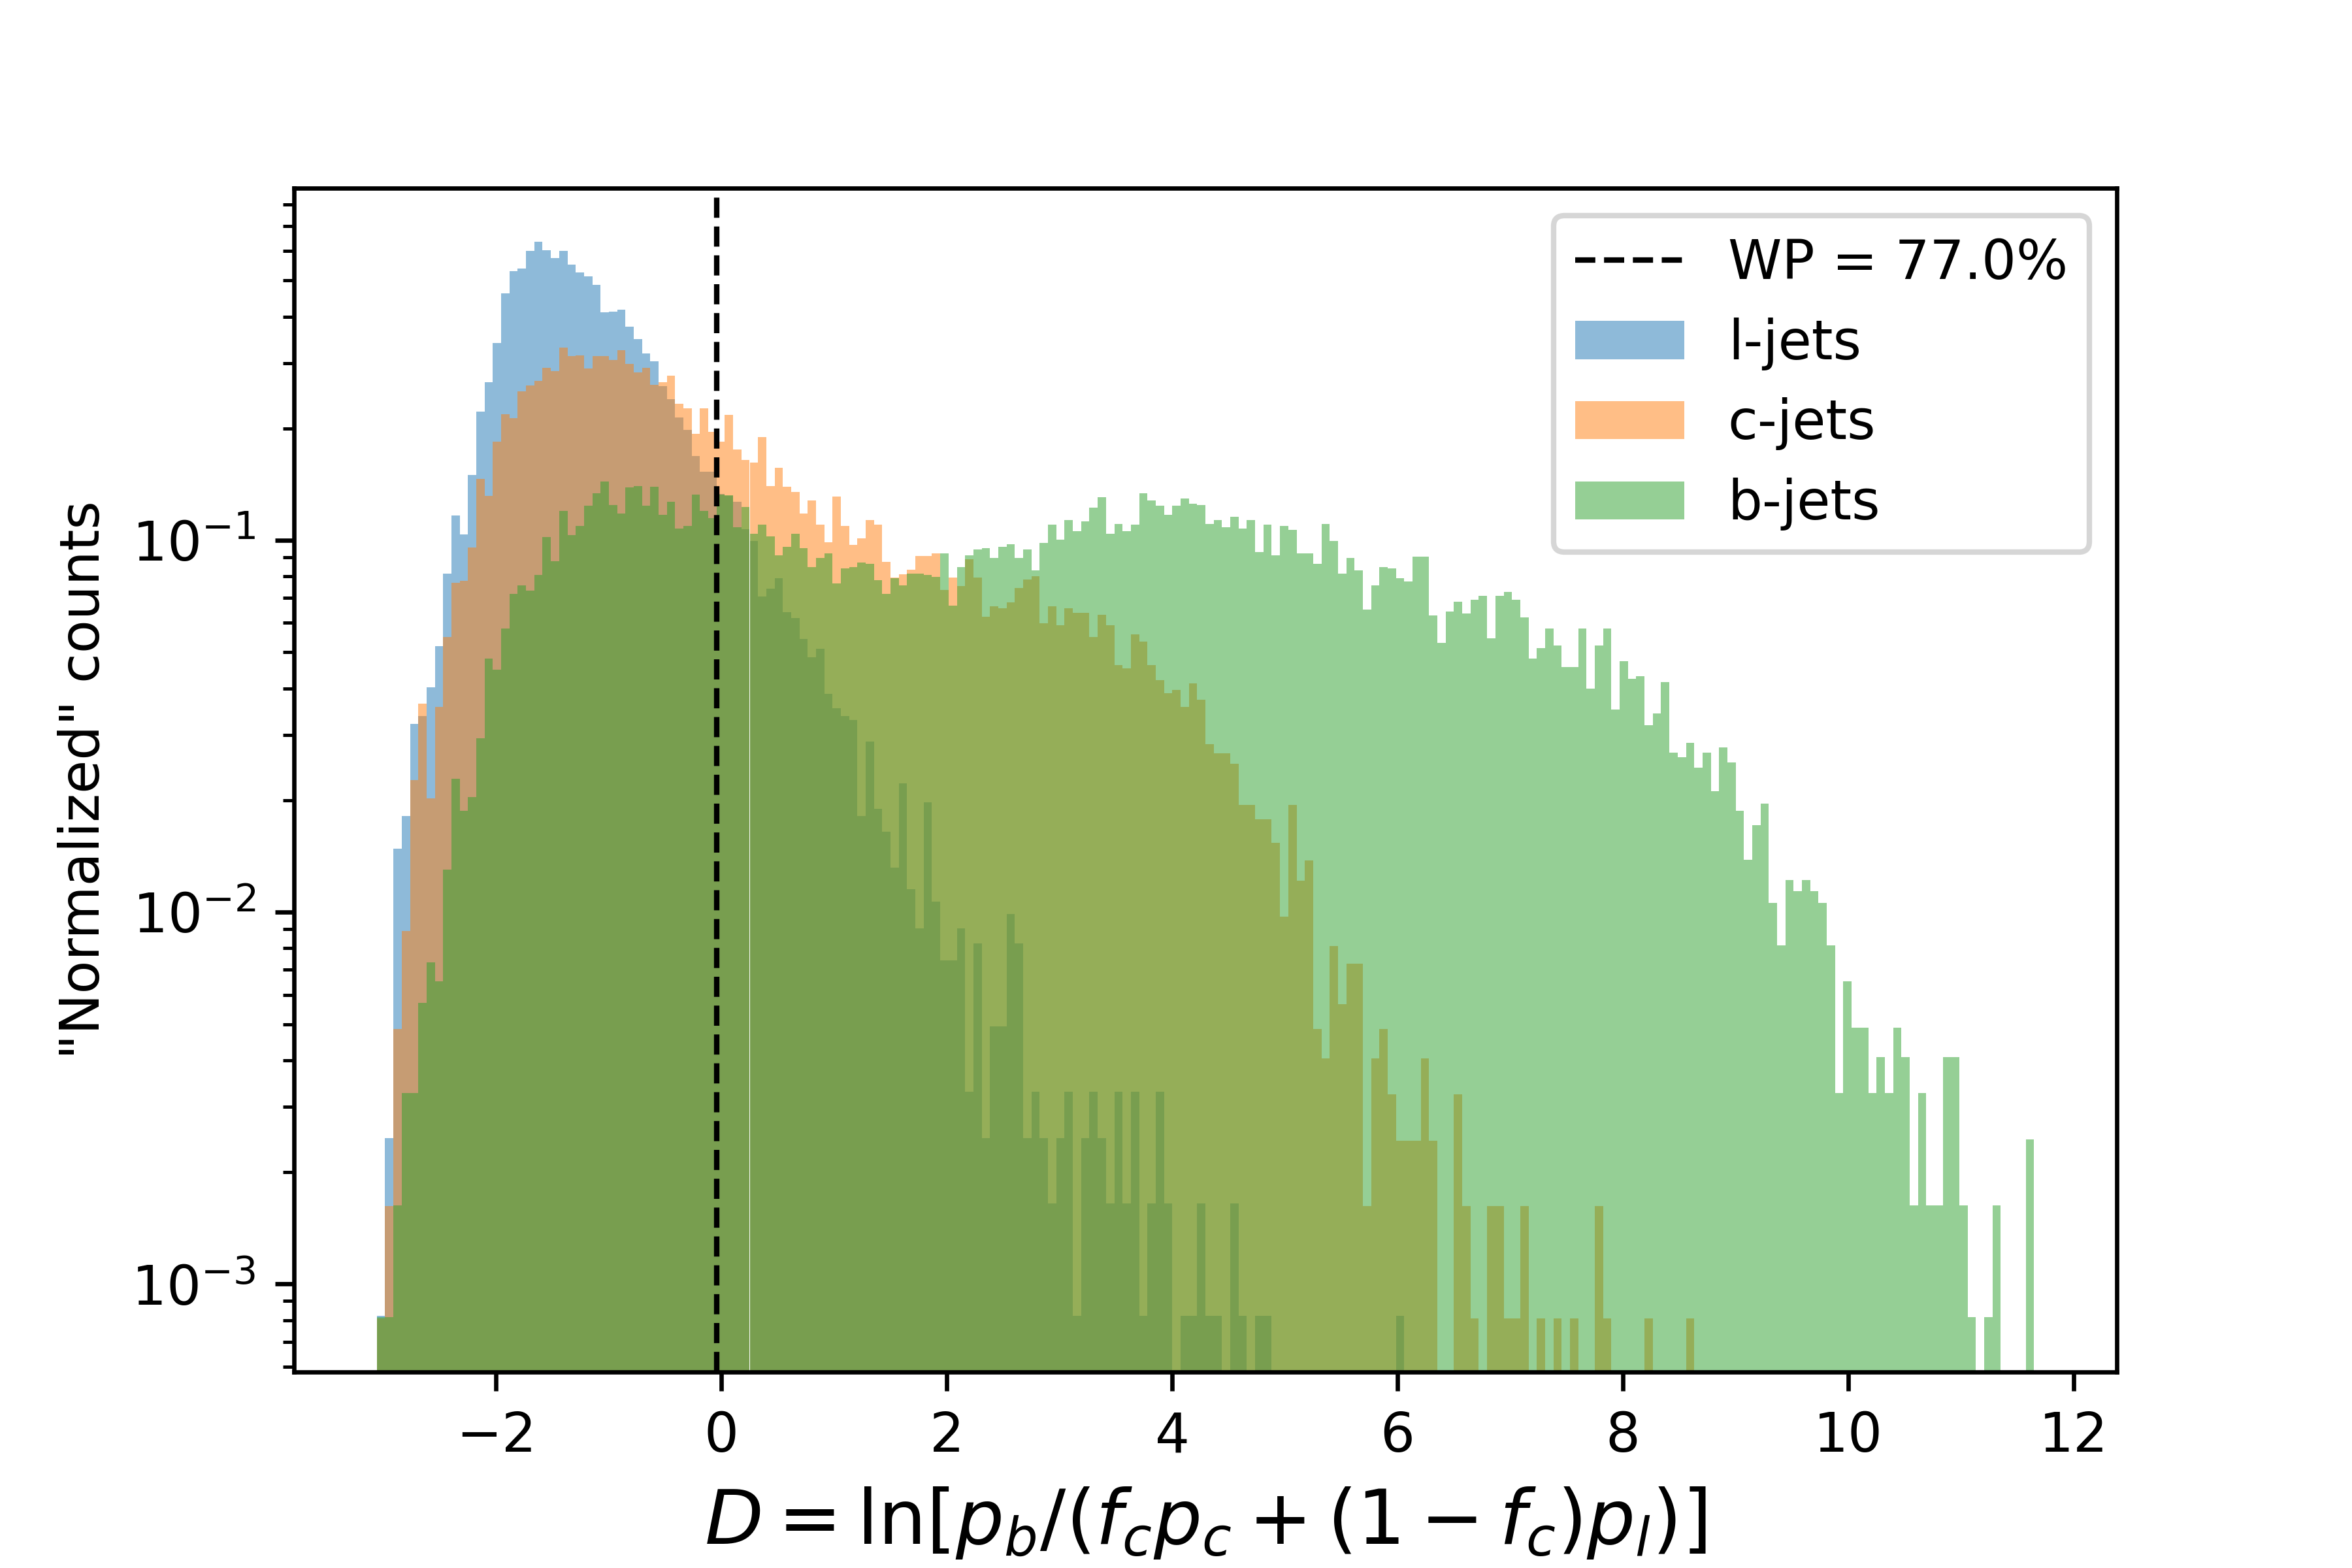 WP = 77.0%
l-jets
c-jets
b-jets
"Normalized" counts
10⁻¹
10⁻²
10⁻³
−2 0 2 4 6 8 10 12
D = ln[p_b/(f_c p_c + (1 − f_c)p_l)]